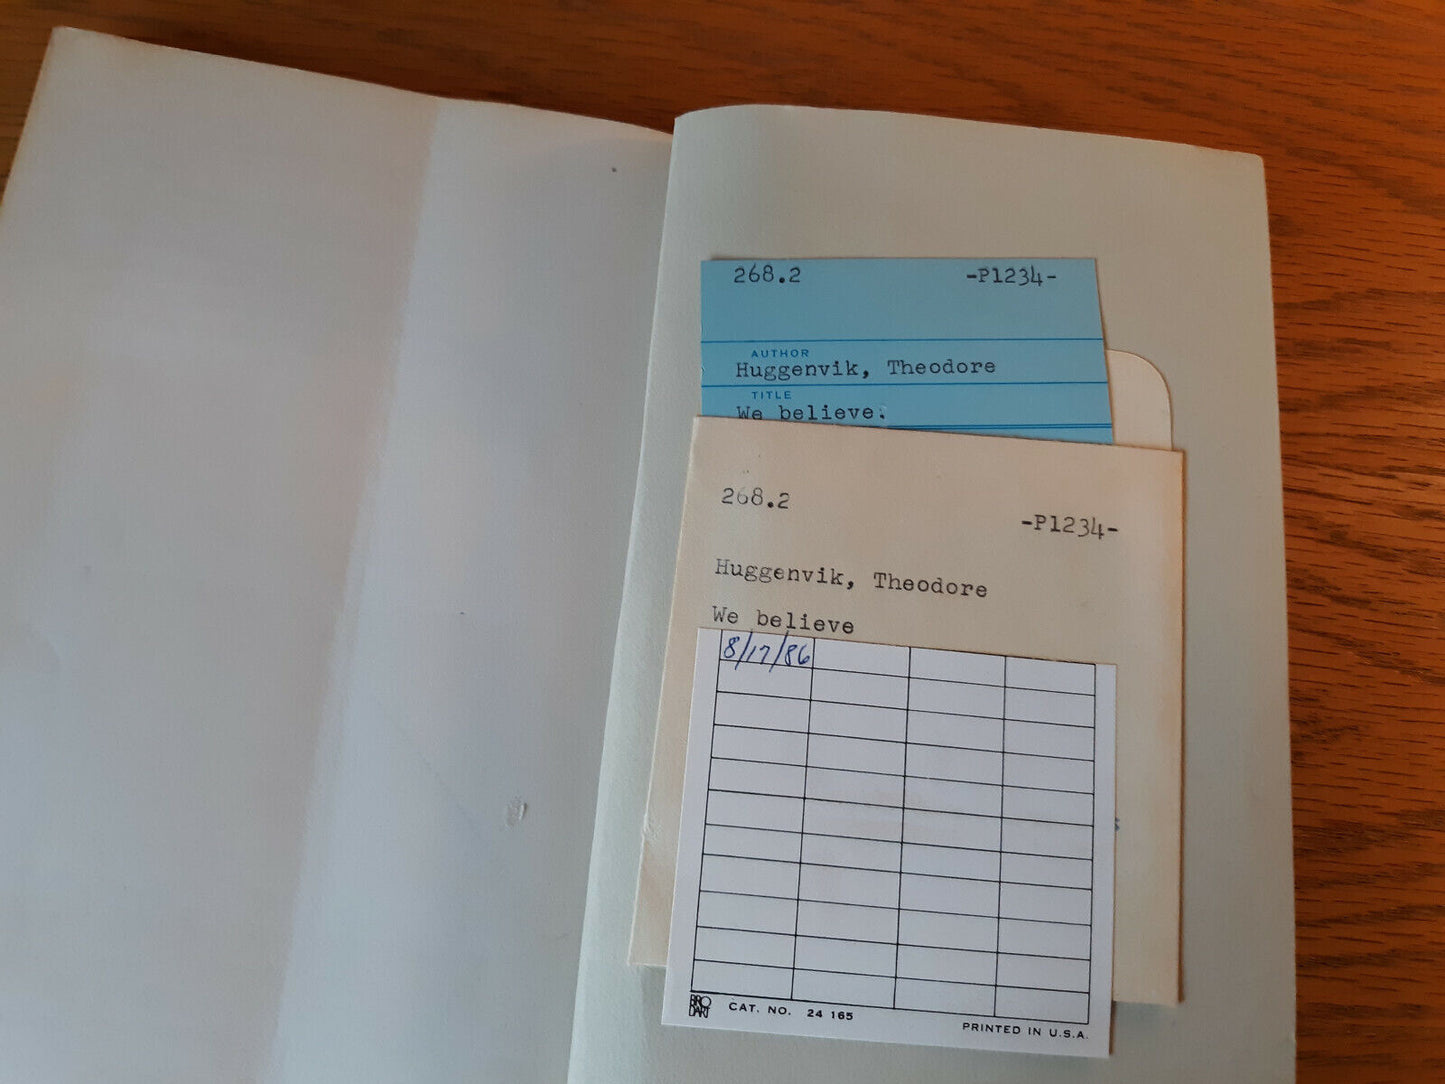 268.2 -P1234-
AUTHOR
Huggenvik, Theodore
TITLE
We believe.
268.2 -P1234-
Huggenvik, Theodore
We believe
8/17/86
BRO
DART
CAT. NO. 24 165
PRINTED IN U.S.A.